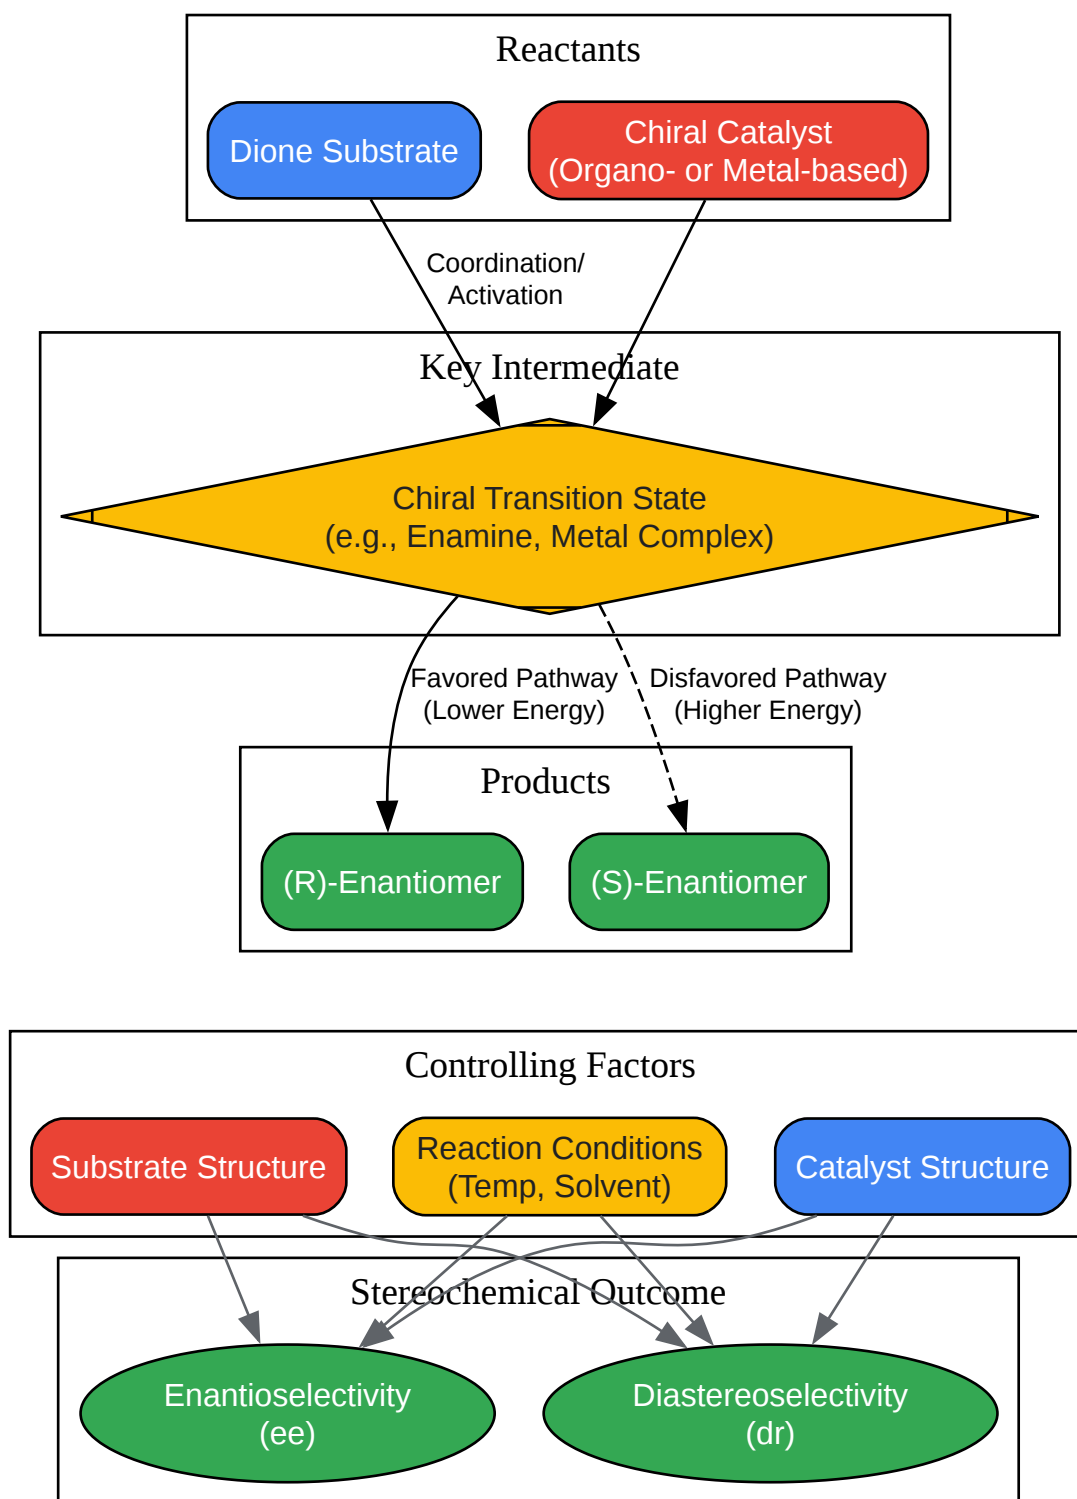 Reactants
Dione Substrate
Chiral Catalyst
(Organo- or Metal-based)
Coordination/
Activation
Key Intermediate
Chiral Transition State
(e.g., Enamine, Metal Complex)
Favored Pathway
(Lower Energy)
Disfavored Pathway
(Higher Energy)
Products
(R)-Enantiomer
(S)-Enantiomer
Controlling Factors
Substrate Structure
Reaction Conditions
(Temp, Solvent)
Catalyst Structure
Stereochemical Outcome
Enantioselectivity
(ee)
Diastereoselectivity
(dr)